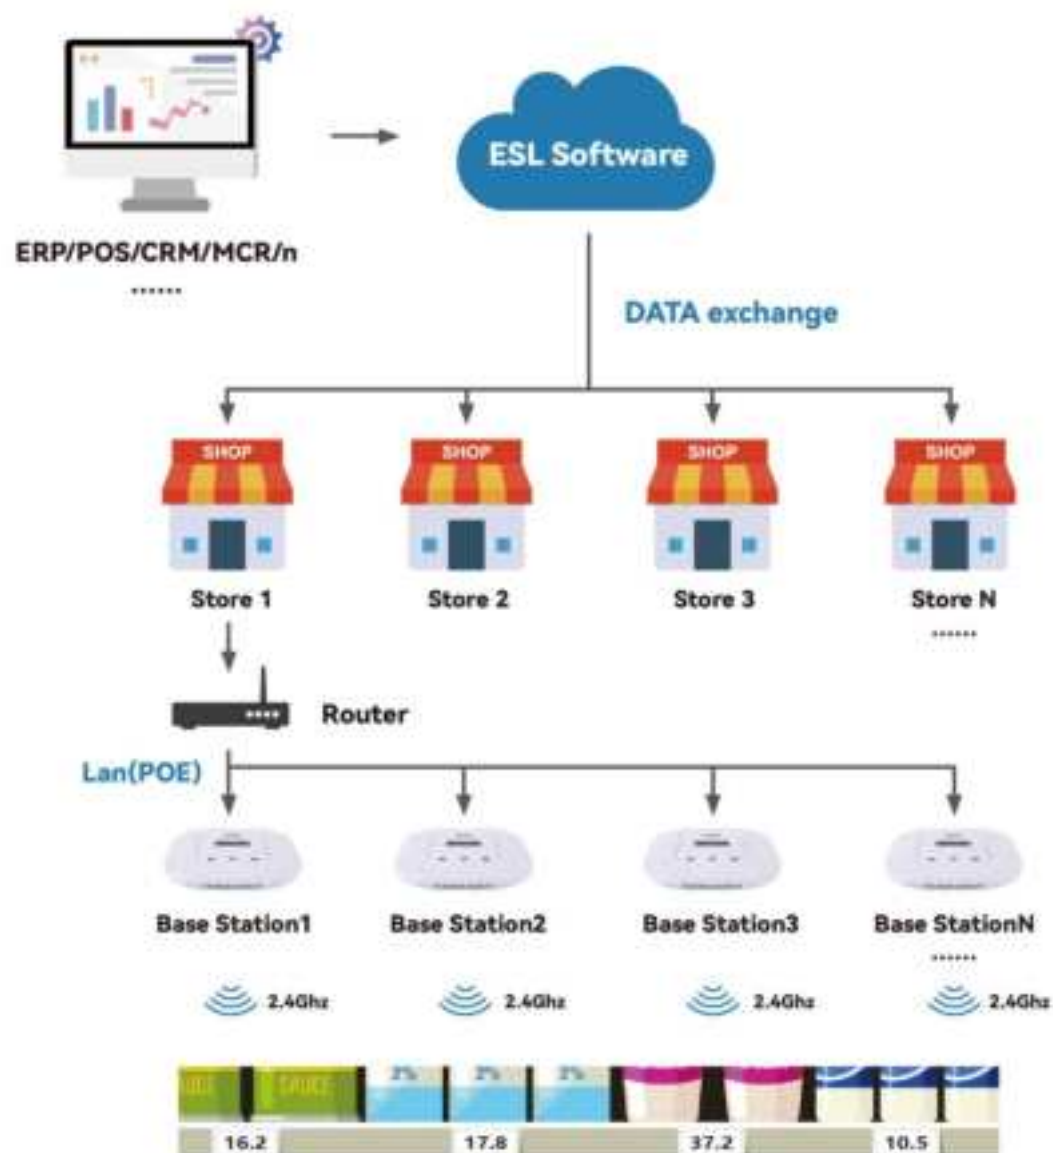 ESL Software
ERP/POS/CRM/MCR/n
......
DATA exchange
SHOP SHOP SHOP SHOP
Store 1 Store 2 Store 3 Store N
......
Router
Lan(POE)
Base Station1 Base Station2 Base Station3 Base StationN
......
2.4Ghz 2.4Ghz 2.4Ghz 2.4Ghz
SAUCE 2% 2% 2%
16.2 17.8 37.2 10.5